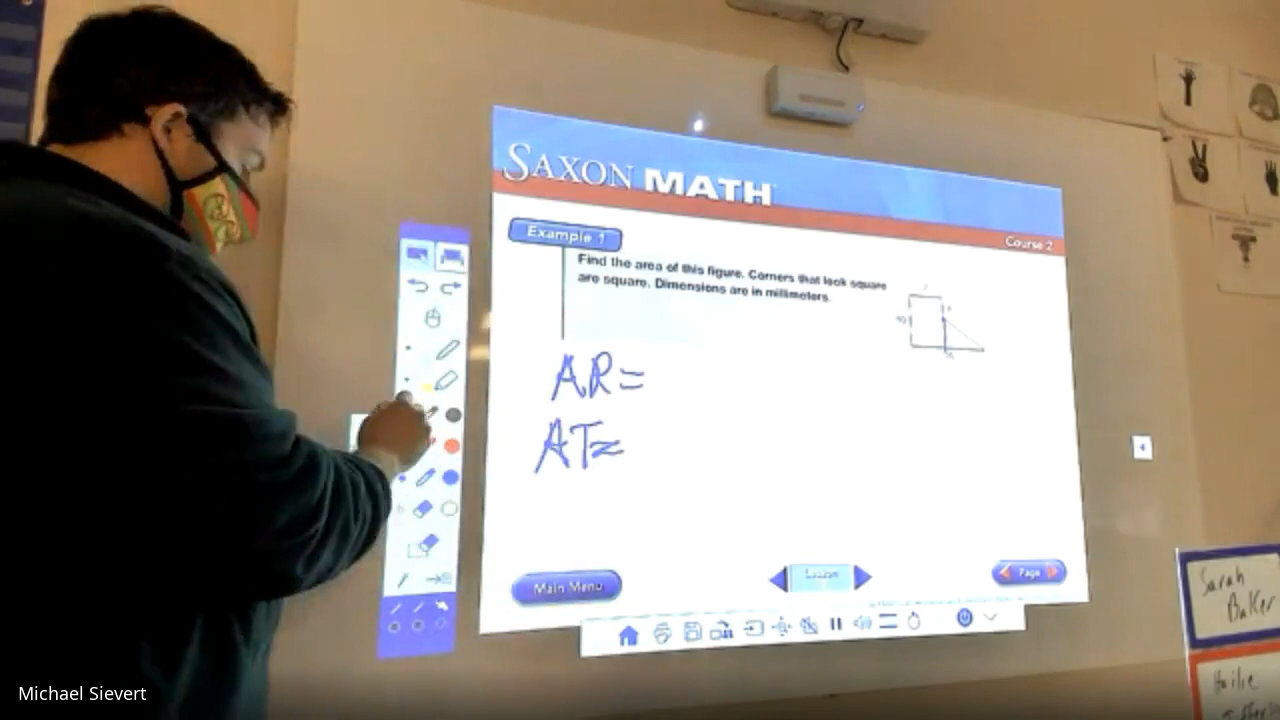 SAXON MATH
Course 2
Example 1
Find the area of this figure. Corners that look square
are square. Dimensions are in millimeters.
AR=
AT=
Main Menu
Lesson
Page
Sarah
Baker
Hailie
Michael Sievert